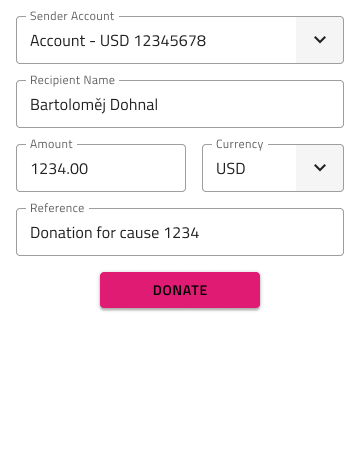 Sender Account
Account - USD 12345678
Recipient Name
Bartoloměj Dohnal
Amount
Currency
1234.00
USD
Reference
Donation for cause 1234
DONATE